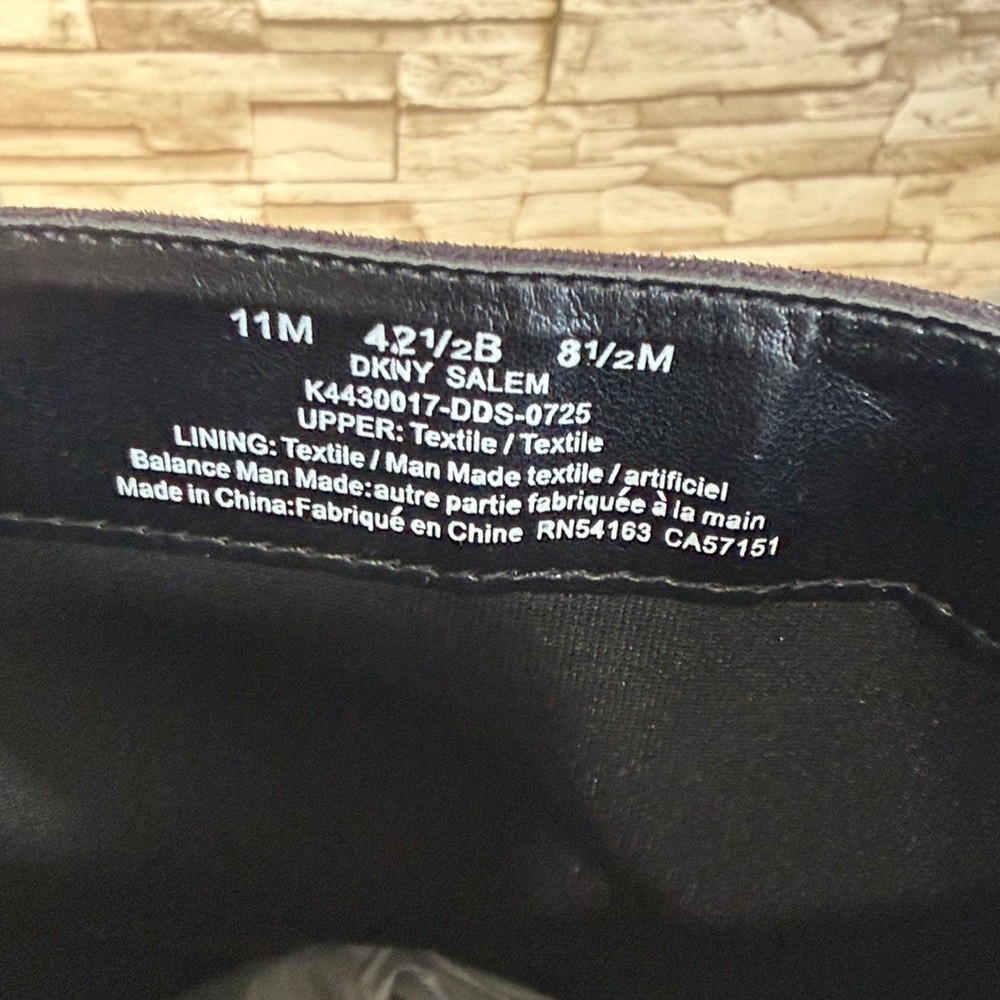 11M 42½B 8½M
DKNY SALEM
K4430017-DDS-0725
UPPER: Textile / Textile
LINING: Textile / Man Made textile / artificiel
Balance Man Made:autre partie fabriquée à la main
Made in China:Fabriqué en Chine RN54163 CA57151